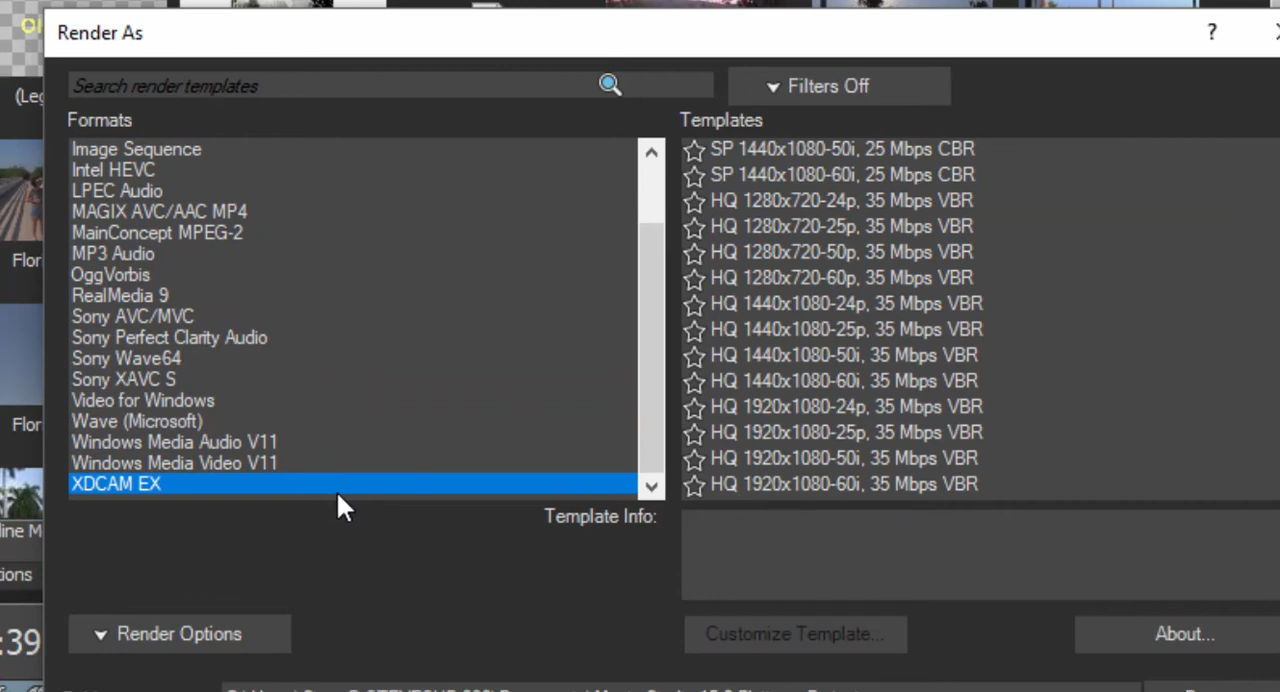 Render As
?
Search render templates
Filters Off
(Leg
Formats
Templates
Image Sequence
Intel HEVC
LPEC Audio
MAGIX AVC/AAC MP4
MainConcept MPEG-2
MP3 Audio
OggVorbis
RealMedia 9
Sony AVC/MVC
Sony Perfect Clarity Audio
Sony Wave64
Sony XAVC S
Video for Windows
Wave (Microsoft)
Windows Media Audio V11
Windows Media Video V11
XDCAM EX
SP 1440x1080-50i, 25 Mbps CBR
SP 1440x1080-60i, 25 Mbps CBR
HQ 1280x720-24p, 35 Mbps VBR
HQ 1280x720-25p, 35 Mbps VBR
HQ 1280x720-50p, 35 Mbps VBR
HQ 1280x720-60p, 35 Mbps VBR
HQ 1440x1080-24p, 35 Mbps VBR
HQ 1440x1080-25p, 35 Mbps VBR
HQ 1440x1080-50i, 35 Mbps VBR
HQ 1440x1080-60i, 35 Mbps VBR
HQ 1920x1080-24p, 35 Mbps VBR
HQ 1920x1080-25p, 35 Mbps VBR
HQ 1920x1080-50i, 35 Mbps VBR
HQ 1920x1080-60i, 35 Mbps VBR
Flor
Flor
line M
tions
:39
Template Info:
Render Options
Customize Template...
About...